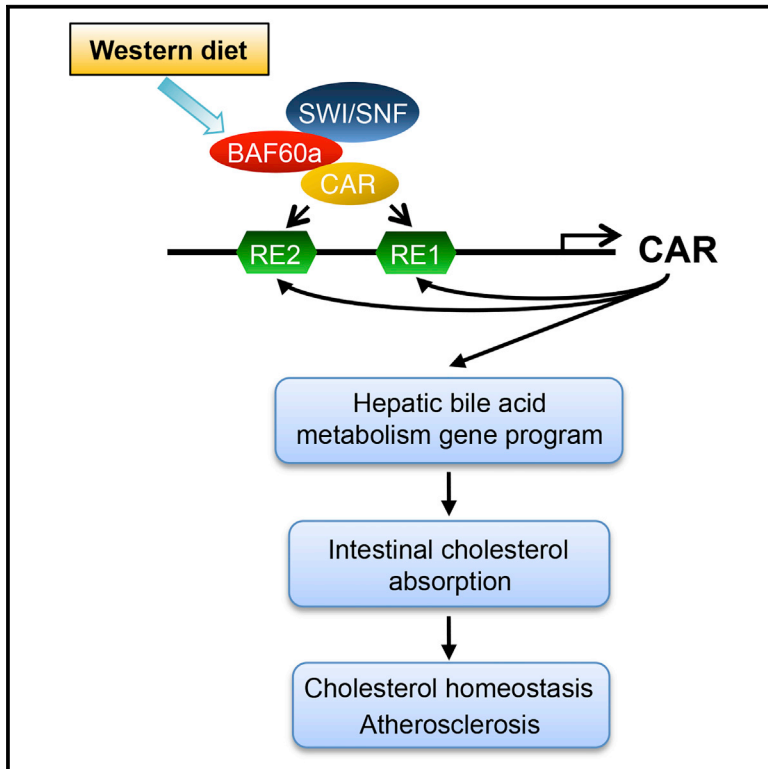 Western diet
SWI/SNF
BAF60a
CAR
RE2
RE1
CAR
Hepatic bile acid
metabolism gene program
Intestinal cholesterol
absorption
Cholesterol homeostasis
Atherosclerosis